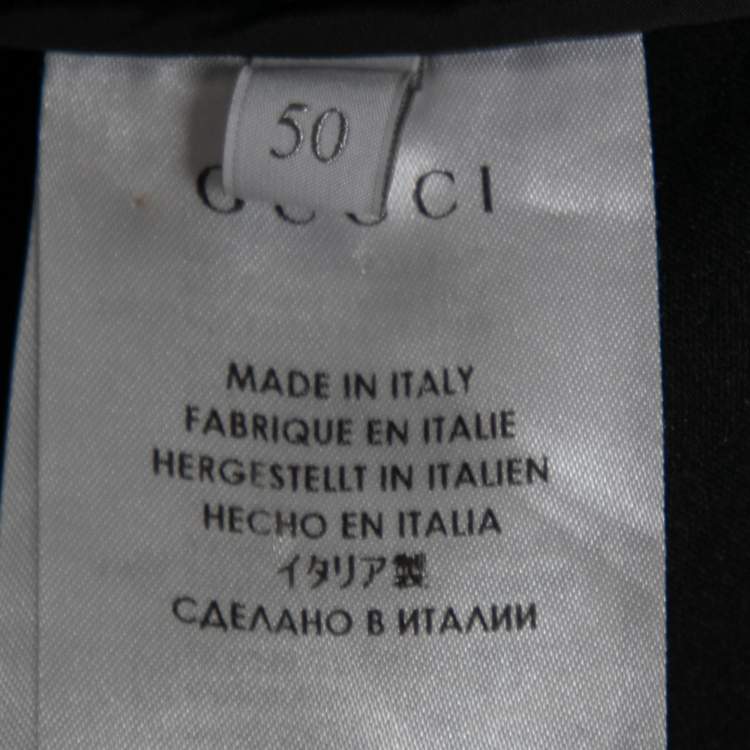 50
GUCCI
MADE IN ITALY
FABRIQUE EN ITALIE
HERGESTELLT IN ITALIEN
HECHO EN ITALIA
イタリア製
СДЕЛАНО В ИТАЛИИ